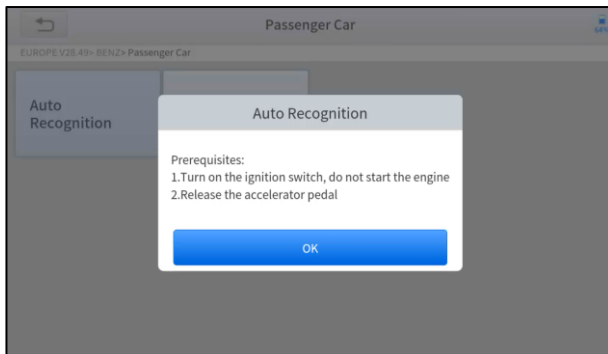 Passenger Car
EUROPE V28.49> BENZ> Passenger Car
Auto
Recognition
Auto Recognition
Prerequisites:
1.Turn on the ignition switch, do not start the engine
2.Release the accelerator pedal
OK